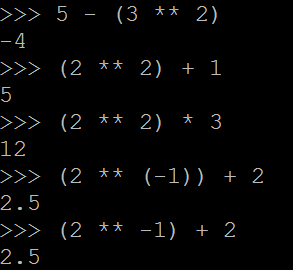 >>> 5 - (3 ** 2)
-4
>>> (2 ** 2) + 1
5
>>> (2 ** 2) * 3
12
>>> (2 ** (-1)) + 2
2.5
>>> (2 ** -1) + 2
2.5